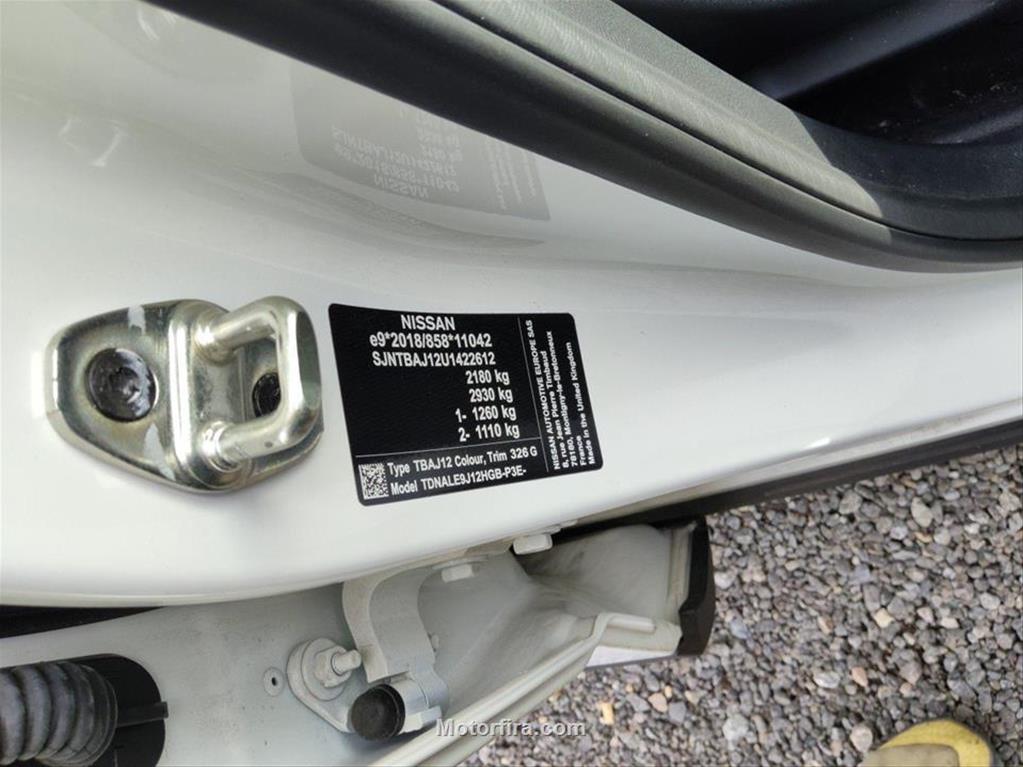 NISSAN
e9*2018/858*11042
SJNTBAJ12U1422612
2180 kg
2930 kg
1- 1260 kg
2- 1110 kg
Type TBAJ12 Colour, Trim 326 G
Model TDNALE9J12HGB-P3E-
NISSAN AUTOMOTIVE EUROPE SAS
8, rue Jean Pierre Timbaud
78180, Montigny-le-Bretonneux
France
Made in the United Kingdom
Motorfira.com